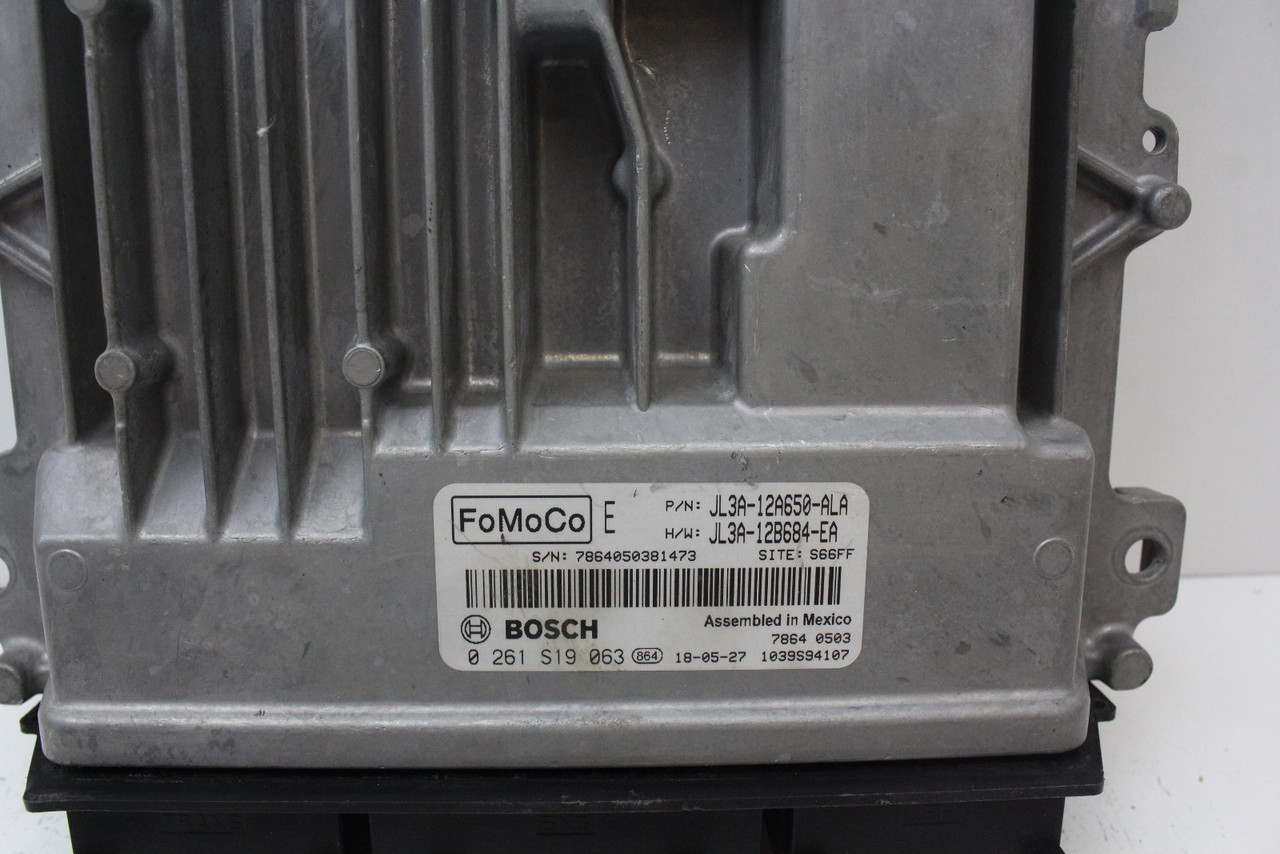 FoMoCo E P/N: JL3A-12A650-ALA
H/W: JL3A-12B684-EA
S/N: 7864050381473 SITE: S66FF
Assembled in Mexico
BOSCH
7864 0503
0 261 S19 063 864 18-05-27 1039S94107